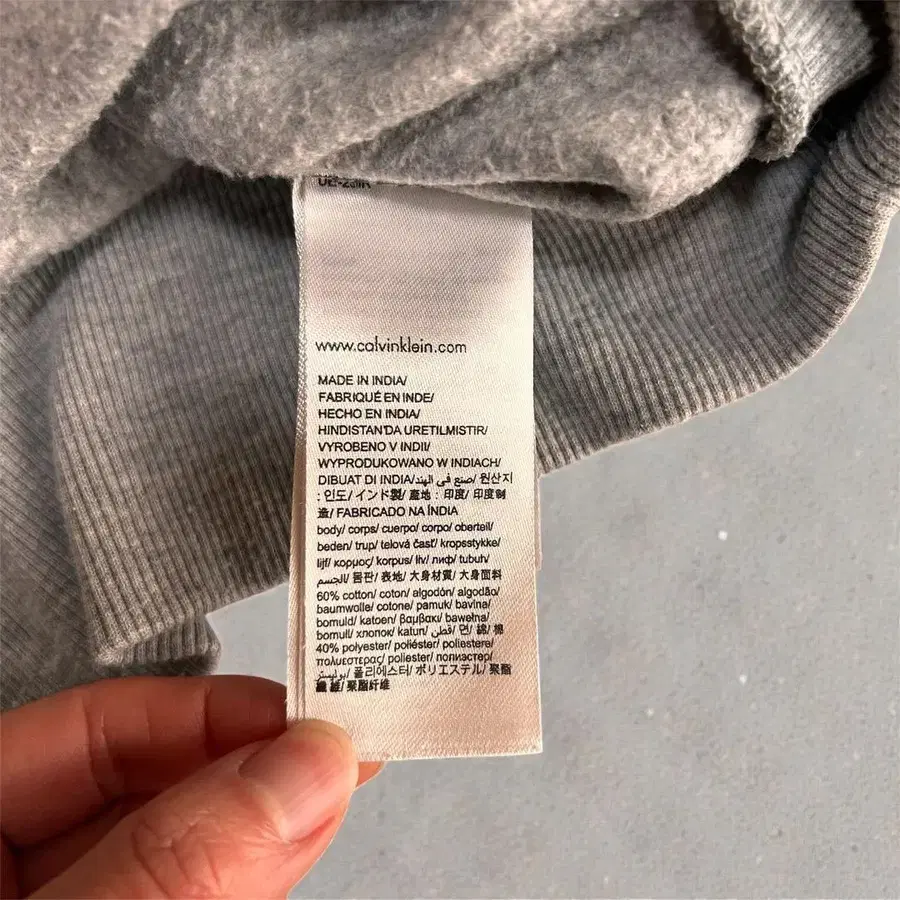 www.calvinklein.com
MADE IN INDIA/
FABRIQUÉ EN INDE/
HECHO EN INDIA/
HINDISTAN'DA URETILMISTIR/
VYROBENO V INDII/
WYPRODUKOWANO W INDIACH/
DIBUAT DI INDIA/صنع في الهند/ 원산지
: 인도/ インド製/ 產地 : 印度/ 印度制
造/ FABRICADO NA ÍNDIA
body/ corps/ cuerpo/ corpo/ oberteil/
beden/ trup/ telová časť/ kropsstykke/
lijf/ κορμος/ korpus/ liv/ лиф/ tubuh/
الجسم/ 몸판/ 表地/ 大身材質/ 大身面料
60% cotton/ coton/ algodón/ algodão/
baumwolle/ cotone/ pamuk/ bavlna/
bomuld/ katoen/ βαμβακι/ bawełna/
bomull/ хлопок/ katun/ قطن/ 면/ 綿/ 棉
40% polyester/ poliéster/ poliestere/
πολυεστερας/ poliester/ полиэстер/
بوليستر/ 폴리에스터/ ポリエステル/ 聚酯
纖維/ 聚酯纤维